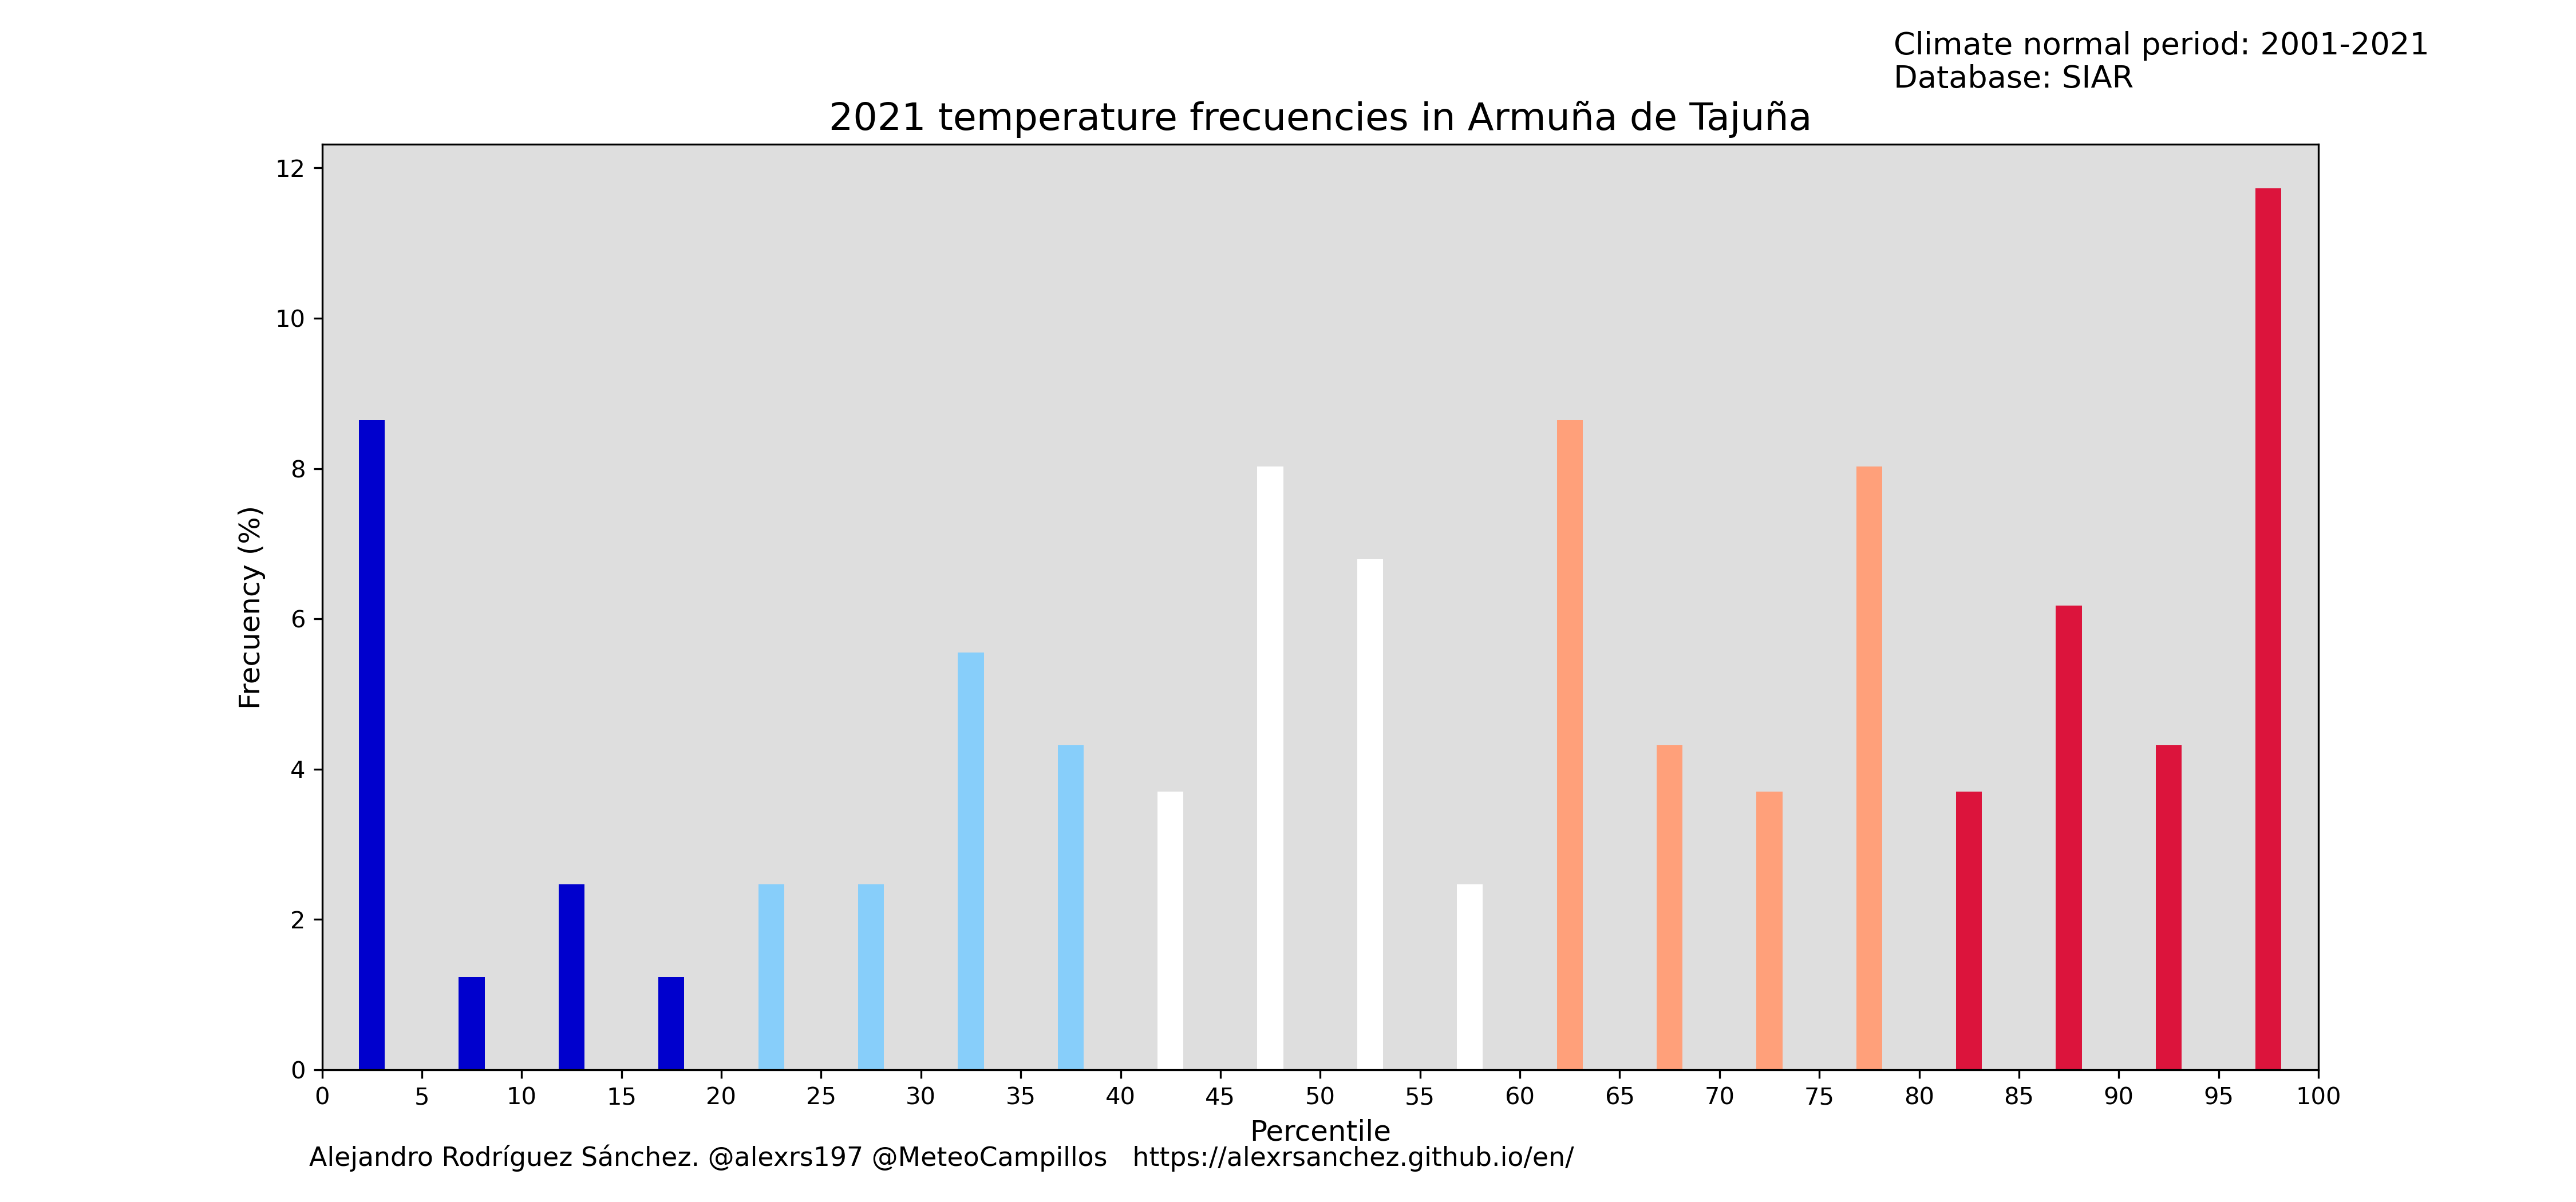 Climate normal period: 2001-2021
Database: SIAR
2021 temperature frecuencies in Armuña de Tajuña
12
10
8
6
4
2
0
Frecuency (%)
0 5 10 15 20 25 30 35 40 45 50 55 60 65 70 75 80 85 90 95 100
Percentile
Alejandro Rodríguez Sánchez. @alexrs197 @MeteoCampillos https://alexrsanchez.github.io/en/